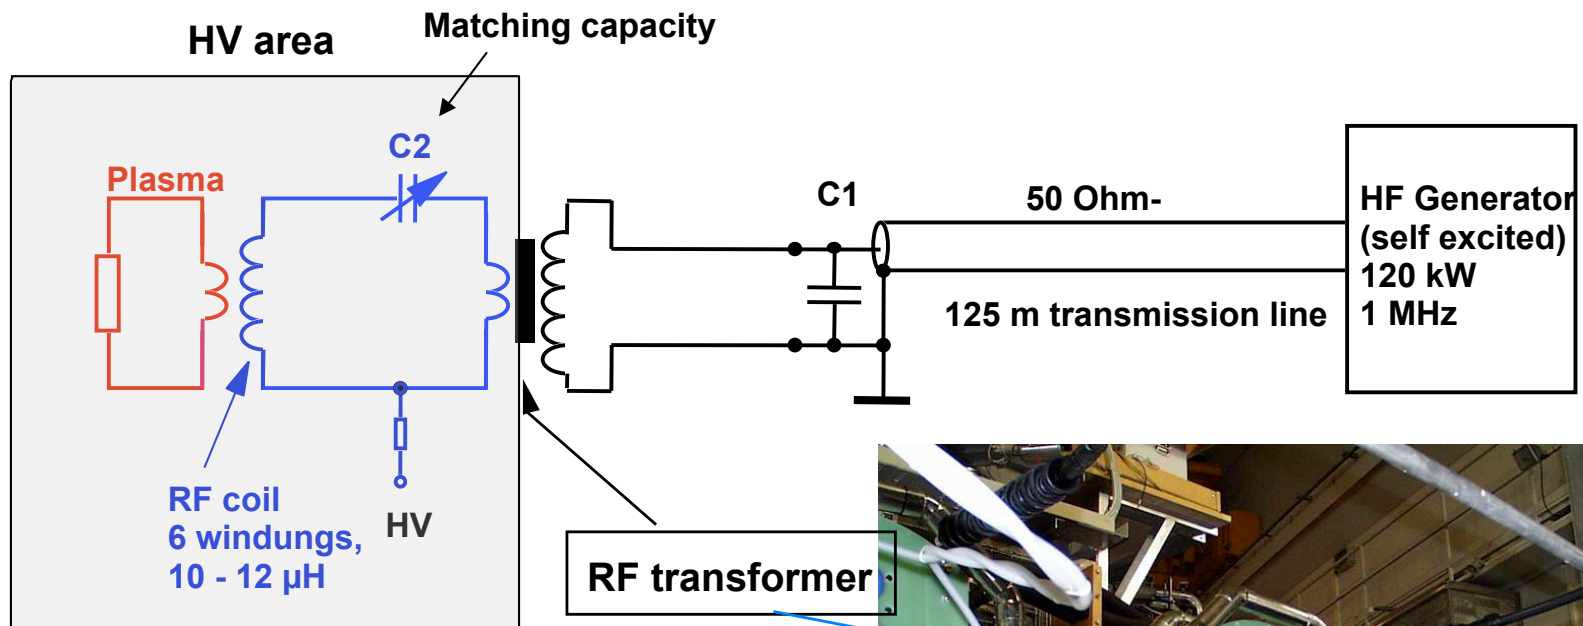 Matching capacity
HV area
C2
Plasma
C1
50 Ohm-
HF Generator
(self excited)
120 kW
1 MHz
125 m transmission line
RF coil
6 windungs,
10 - 12 µH
HV
RF transformer